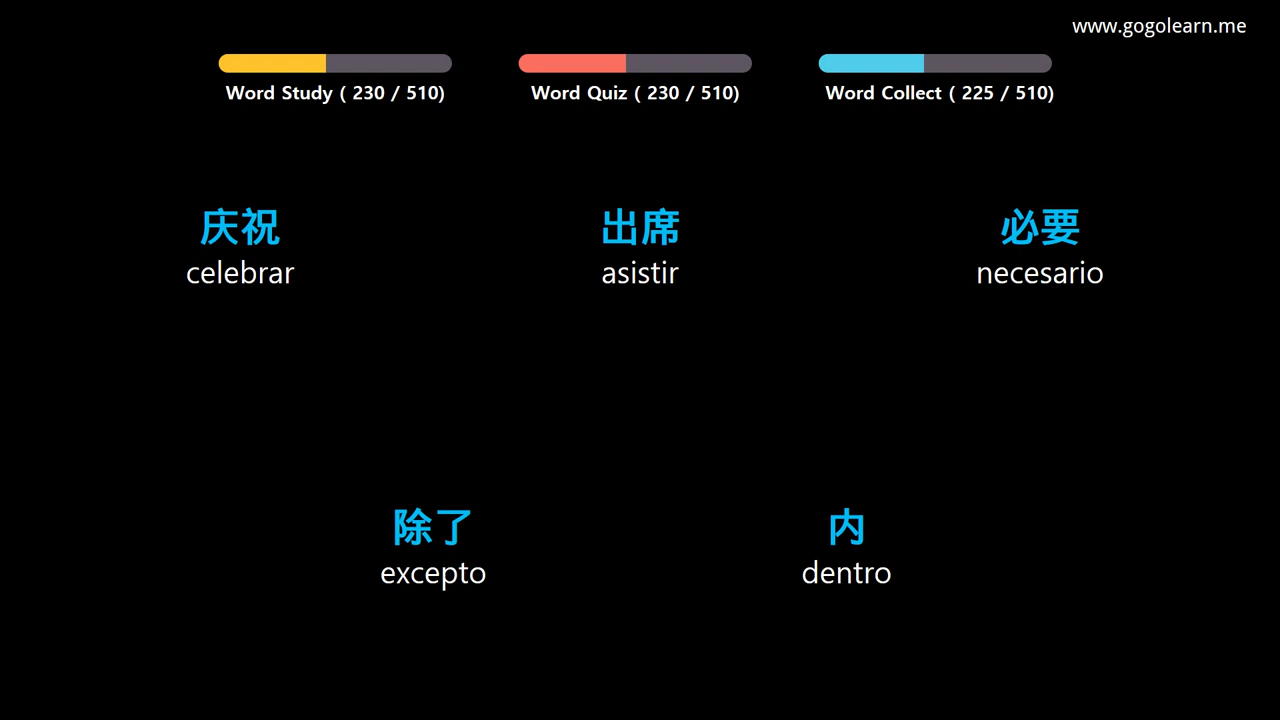 www.gogolearn.me
Word Study ( 230 / 510)
Word Quiz ( 230 / 510)
Word Collect ( 225 / 510)
庆祝
celebrar
出席
asistir
必要
necesario
除了
excepto
内
dentro